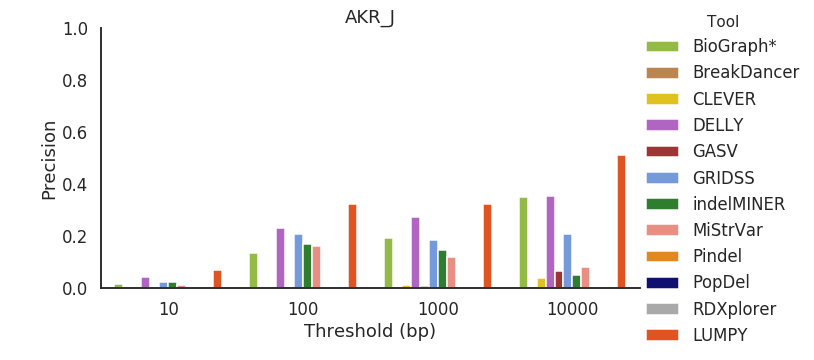 AKR_J
Tool
BioGraph*
BreakDancer
CLEVER
DELLY
GASV
GRIDSS
indelMINER
MiStrVar
Pindel
PopDel
RDXplorer
LUMPY
Precision
1.0
0.8
0.6
0.4
0.2
0.0
10 100 1000 10000
Threshold (bp)